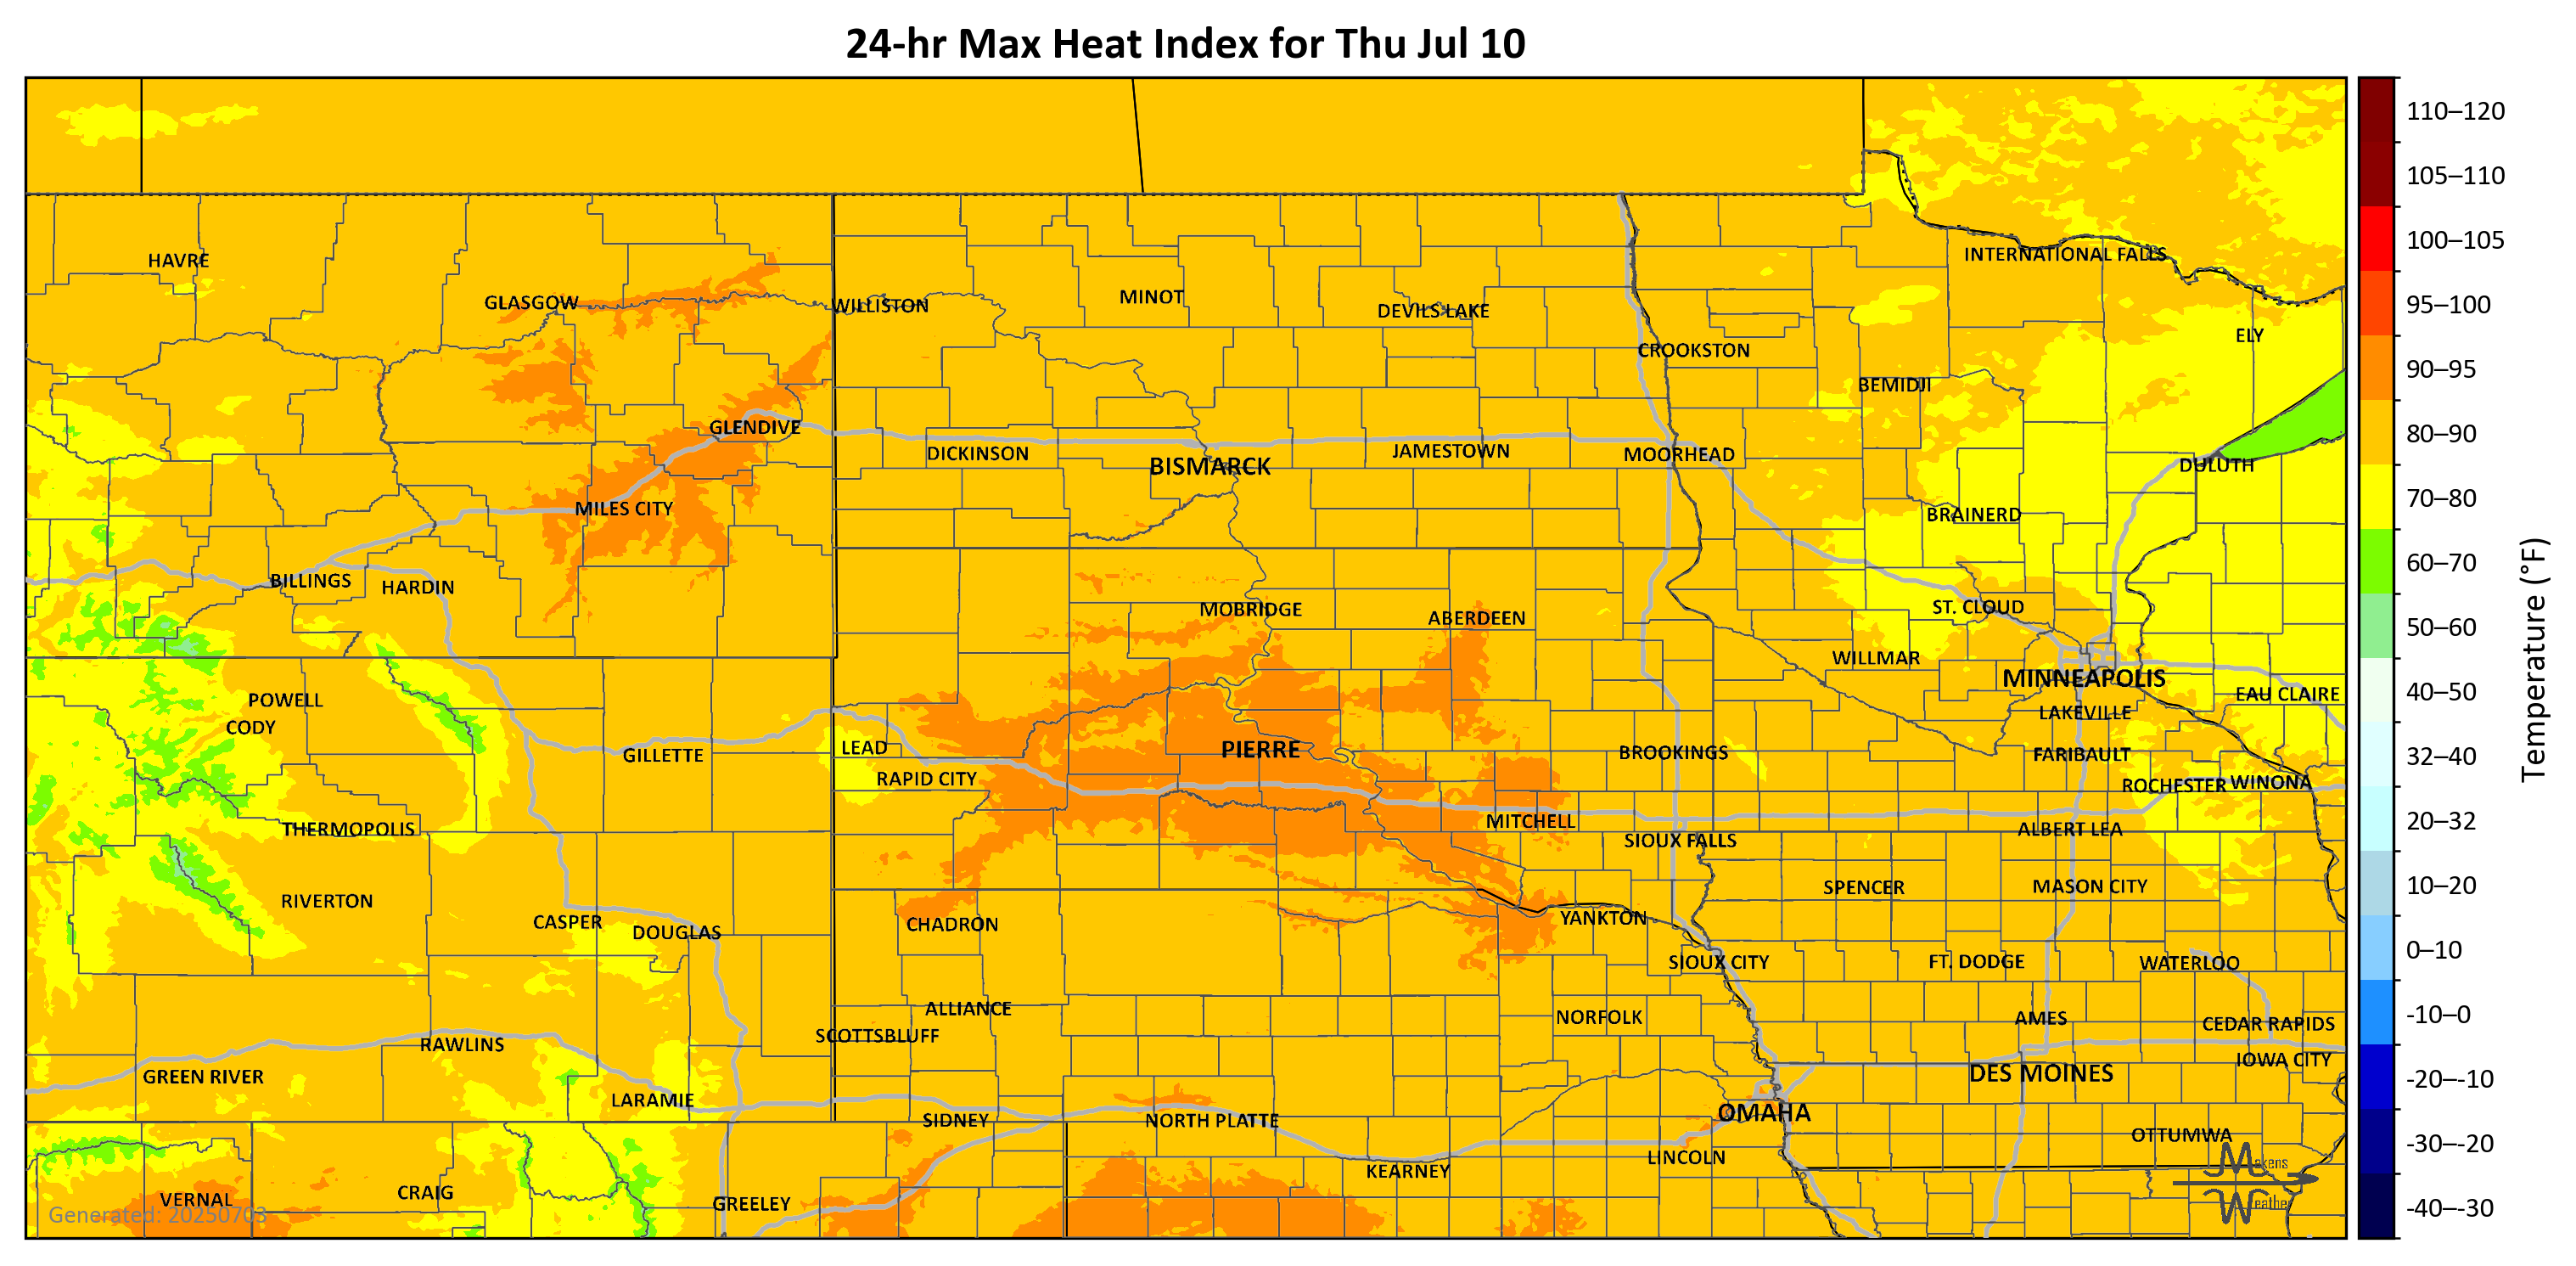 24-hr Max Heat Index for Thu Jul 10
110–120
105–110
100–105
95–100
90–95
80–90
70–80
60–70
50–60
40–50
32–40
20–32
10–20
0–10
-10–0
-20–-10
-30–-20
-40–-30
Temperature (°F)
HAVRE
INTERNATIONAL FALLS
GLASGOW
WILLISTON
MINOT
DEVILS LAKE
ELY
CROOKSTON
BEMIDJI
GLENDIVE
DICKINSON
BISMARCK
JAMESTOWN
MOORHEAD
DULUTH
MILES CITY
BRAINERD
BILLINGS
HARDIN
MOBRIDGE
ABERDEEN
ST. CLOUD
WILLMAR
MINNEAPOLIS
POWELL
EAU CLAIRE
CODY
LAKEVILLE
GILLETTE
LEAD
PIERRE
BROOKINGS
FARIBAULT
RAPID CITY
ROCHESTER
WINONA
THERMOPOLIS
MITCHELL
SIOUX FALLS
ALBERT LEA
RIVERTON
SPENCER
MASON CITY
CASPER
DOUGLAS
CHADRON
YANKTON
SIOUX CITY
FT. DODGE
WATERLOO
ALLIANCE
NORFOLK
AMES
CEDAR RAPIDS
SCOTTSBLUFF
RAWLINS
IOWA CITY
GREEN RIVER
DES MOINES
LARAMIE
SIDNEY
NORTH PLATTE
OMAHA
OTTUMWA
KEARNEY
LINCOLN
VERNAL
CRAIG
GREELEY
Generated: 20250703
Makens
Weather